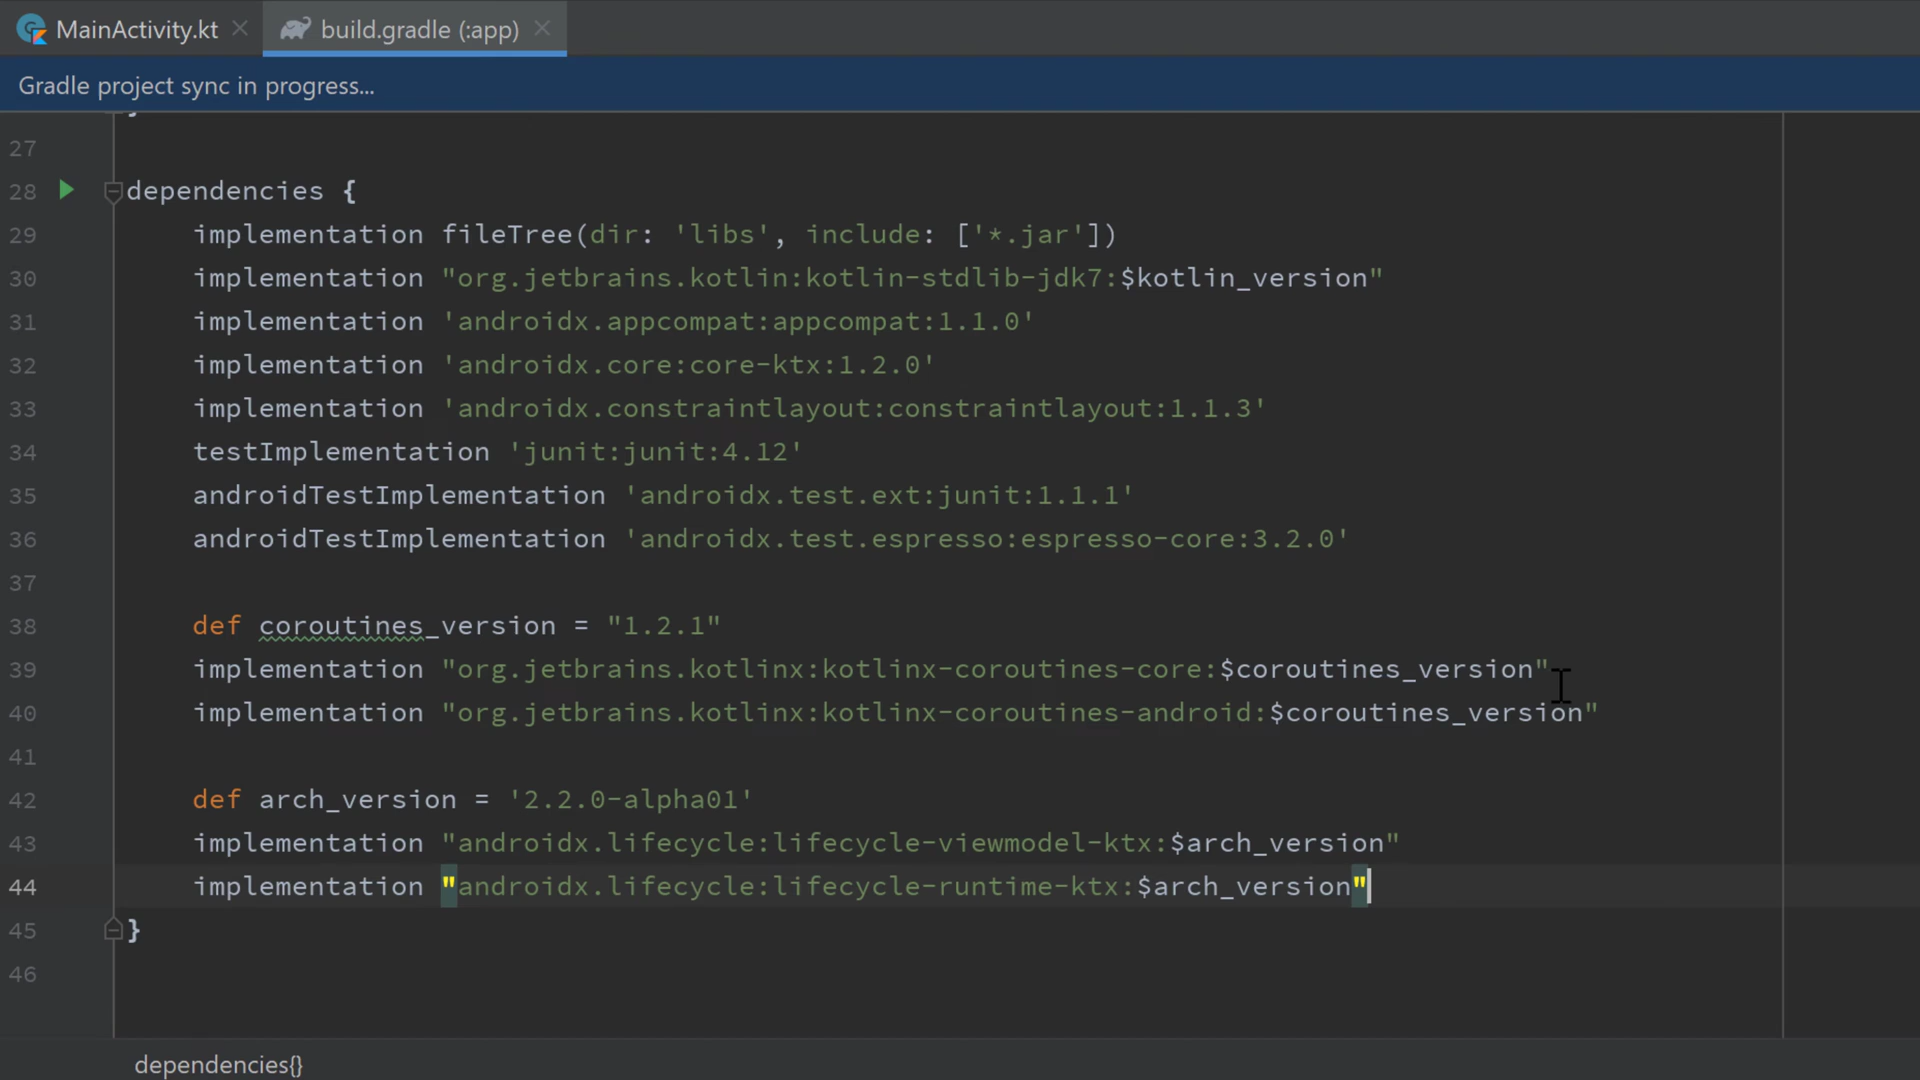 MainActivity.kt
build.gradle (:app)
Gradle project sync in progress...
27
28 dependencies {
29 implementation fileTree(dir: 'libs', include: ['*.jar'])
30 implementation "org.jetbrains.kotlin:kotlin-stdlib-jdk7:$kotlin_version"
31 implementation 'androidx.appcompat:appcompat:1.1.0'
32 implementation 'androidx.core:core-ktx:1.2.0'
33 implementation 'androidx.constraintlayout:constraintlayout:1.1.3'
34 testImplementation 'junit:junit:4.12'
35 androidTestImplementation 'androidx.test.ext:junit:1.1.1'
36 androidTestImplementation 'androidx.test.espresso:espresso-core:3.2.0'
37
38 def coroutines_version = "1.2.1"
39 implementation "org.jetbrains.kotlinx:kotlinx-coroutines-core:$coroutines_version"
40 implementation "org.jetbrains.kotlinx:kotlinx-coroutines-android:$coroutines_version"
41
42 def arch_version = '2.2.0-alpha01'
43 implementation "androidx.lifecycle:lifecycle-viewmodel-ktx:$arch_version"
44 implementation "androidx.lifecycle:lifecycle-runtime-ktx:$arch_version"
45 }
46
dependencies{}